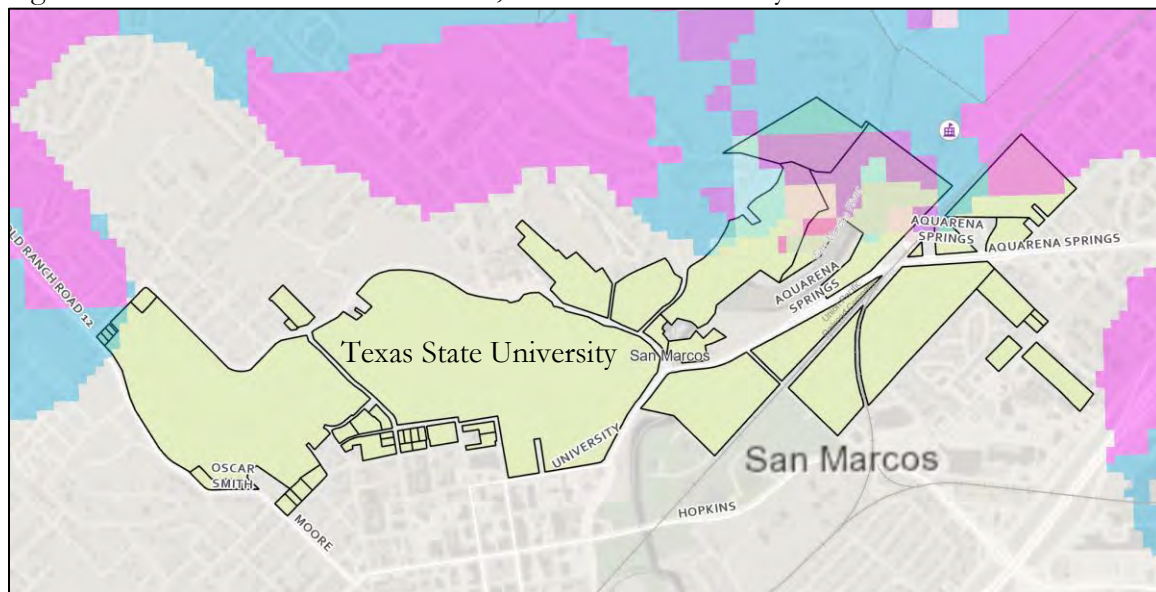 AQUARENA
SPRINGS
AQUARENA SPRINGS
OLD RANCH ROAD 12
AQUARENA
SPRINGS
Texas State University
San Marcos
UNIVERSITY
San Marcos
OSCAR
SMITH
HOPKINS
MOORE